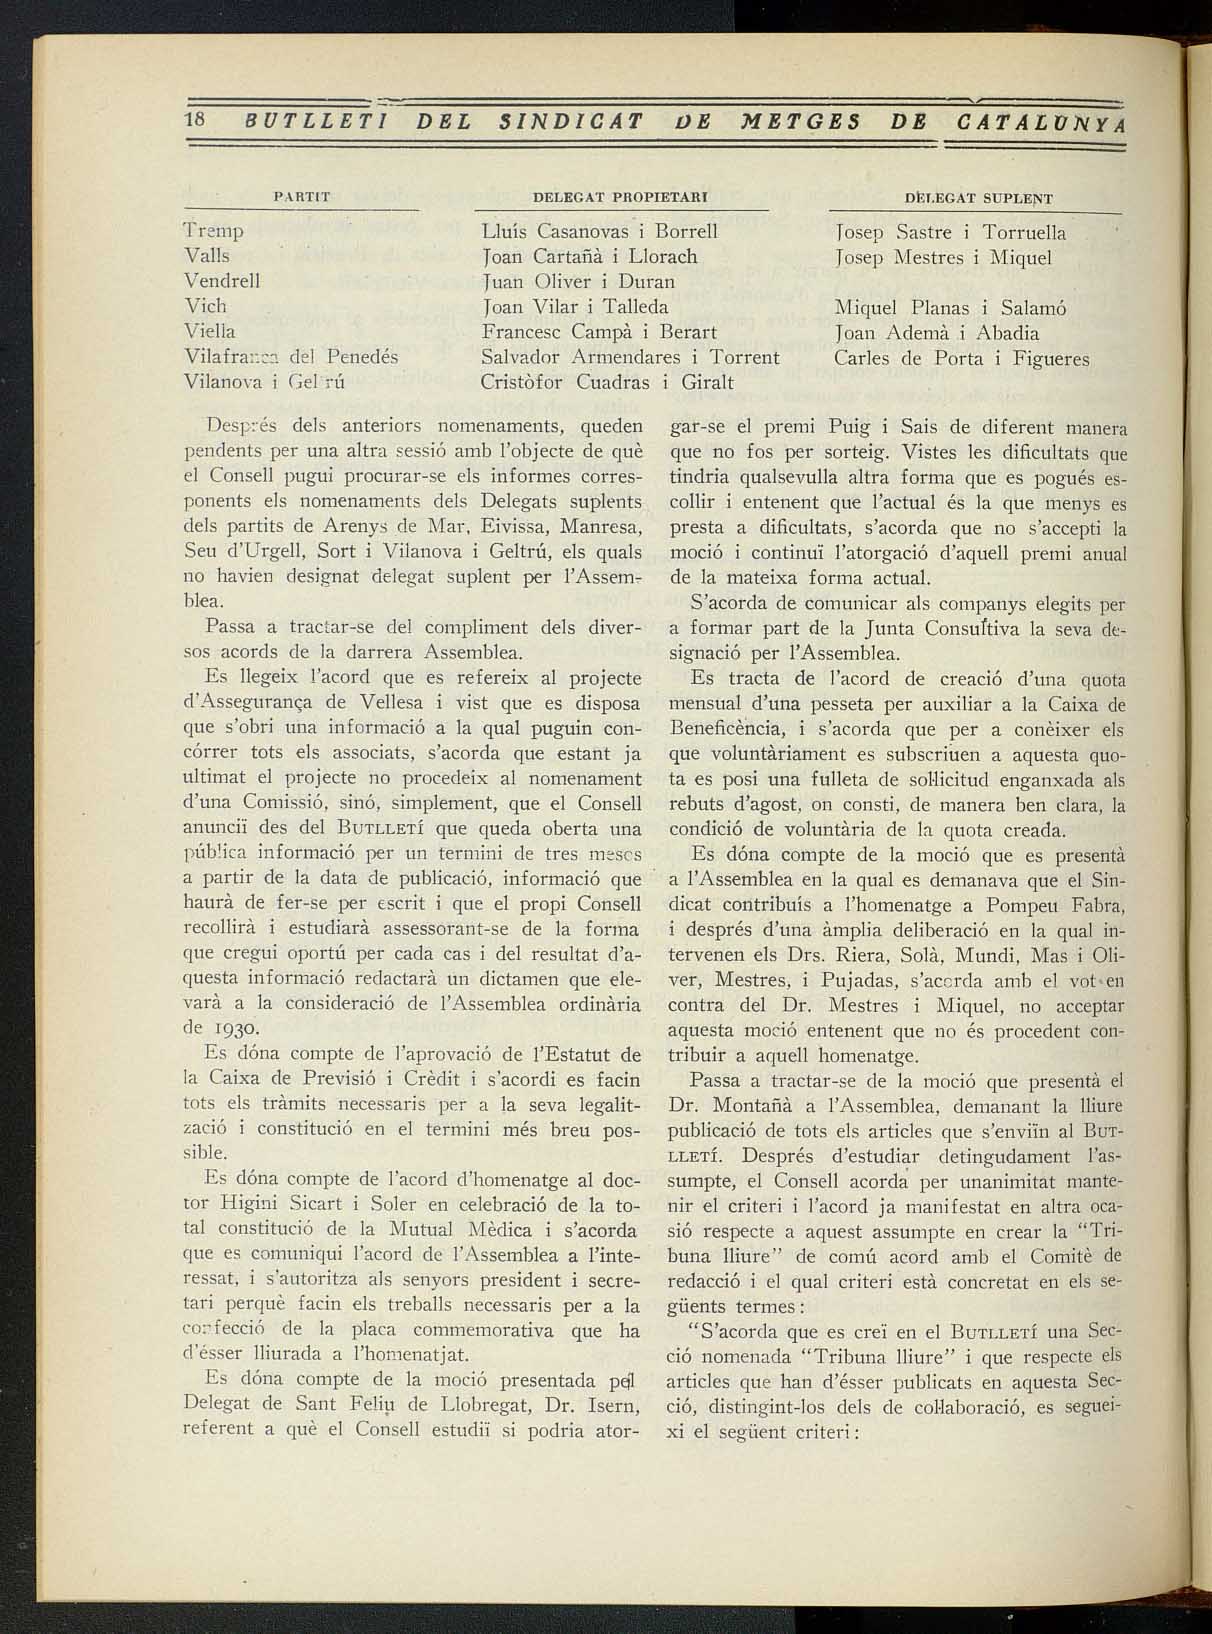 18 BUTLLETÍ DEL SINDICAT DE METGES DE CATALUNYA
PARTIT DELEGAT PROPIETARI DELEGAT SUPLENT
Tremp Lluís Casanovas i Borrell Josep Sastre i Torruella
Valls Joan Cartañà i Llorach Josep Mestres i Miquel
Vendrell Juan Oliver i Duran
Vich Joan Vilar i Talleda Miquel Planas i Salamó
Viella Francesc Campà i Berart Joan Ademà i Abadia
Vilafranca del Penedés Salvador Armendares i Torrent Carles de Porta i Figueres
Vilanova i Geltrú Cristòfor Cuadras i Giralt
Després dels anteriors nomenaments, queden
pendents per una altra sessió amb l'objecte de què
el Consell pugui procurar-se els informes corres-
ponents els nomenaments dels Delegats suplents
dels partits de Arenys de Mar, Eivissa, Manresa,
Seu d'Urgell, Sort i Vilanova i Geltrú, els quals
no havien designat delegat suplent per l'Assem-
blea.
Passa a tractar-se del compliment dels diver-
sos acords de la darrera Assemblea.
Es llegeix l'acord que es refereix al projecte
d'Assegurança de Vellesa i vist que es disposa
que s'obri una informació a la qual puguin con-
córrer tots els associats, s'acorda que estant ja
ultimat el projecte no procedeix al nomenament
d'una Comissió, sinó, simplement, que el Consell
anunciï des del BUTLLETÍ que queda oberta una
pública informació per un termini de tres mesos
a partir de la data de publicació, informació que
haurà de fer-se per escrit i que el propi Consell
recollirà i estudiarà assessorant-se de la forma
que cregui oportú per cada cas i del resultat d'a-
questa informació redactarà un dictamen que ele-
varà a la consideració de l'Assemblea ordinària
de 1930.
Es dóna compte de l'aprovació de l'Estatut de
la Caixa de Previsió i Crèdit i s'acordi es facin
tots els tràmits necessaris per a la seva legalit-
zació i constitució en el termini més breu pos-
sible.
Es dóna compte de l'acord d'homenatge al doc-
tor Higini Sicart i Soler en celebració de la to-
tal constitució de la Mutual Mèdica i s'acorda
que es comuniqui l'acord de l'Assemblea a l'inte-
ressat, i s'autoritza als senyors president i secre-
tari perquè facin els treballs necessaris per a la
confecció de la placa commemorativa que ha
d'ésser lliurada a l'homenatjat.
Es dóna compte de la moció presentada pel
Delegat de Sant Feliu de Llobregat, Dr. Isern,
referent a què el Consell estudiï si podria ator-
gar-se el premi Puig i Sais de diferent manera
que no fos per sorteig. Vistes les dificultats que
tindria qualsevulla altra forma que es pogués es-
collir i entenent que l'actual és la que menys es
presta a dificultats, s'acorda que no s'accepti la
moció i continuï l'atorgació d'aquell premi anual
de la mateixa forma actual.
S'acorda de comunicar als companys elegits per
a formar part de la Junta Consultiva la seva de-
signació per l'Assemblea.
Es tracta de l'acord de creació d'una quota
mensual d'una pesseta per auxiliar a la Caixa de
Beneficència, i s'acorda que per a conèixer els
que voluntàriament es subscriuen a aquesta quo-
ta es posi una fulleta de sol·licitud enganxada als
rebuts d'agost, on consti, de manera ben clara, la
condició de voluntària de la quota creada.
Es dóna compte de la moció que es presentà
a l'Assemblea en la qual es demanava que el Sin-
dicat contribuís a l'homenatge a Pompeu Fabra,
i després d'una àmplia deliberació en la qual in-
tervenen els Drs. Riera, Solà, Mundi, Mas i Oli-
ver, Mestres, i Pujadas, s'acorda amb el vot en
contra del Dr. Mestres i Miquel, no acceptar
aquesta moció entenent que no és procedent con-
tribuir a aquell homenatge.
Passa a tractar-se de la moció que presentà el
Dr. Montañà a l'Assemblea, demanant la lliure
publicació de tots els articles que s'enviïn al BUT-
LLETÍ. Després d'estudiar detingudament l'as-
sumpte, el Consell acordà per unanimitat mante-
nir el criteri i l'acord ja manifestat en altra oca-
sió respecte a aquest assumpte en crear la "Tri-
buna lliure" de comú acord amb el Comitè de
redacció i el qual criteri està concretat en els se-
güents termes:
"S'acorda que es creï en el BUTLLETÍ una Sec-
ció nomenada "Tribuna lliure" i que respecte els
articles que han d'ésser publicats en aquesta Sec-
ció, distingint-los dels de col·laboració, es seguei-
xi el següent criteri: